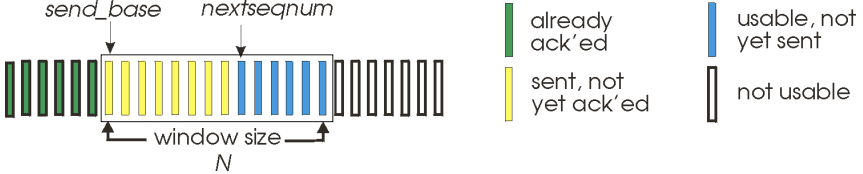 send_base
nextseqnum
already
ack'ed
usable, not
yet sent
sent, not
yet ack'ed
not usable
window size
N